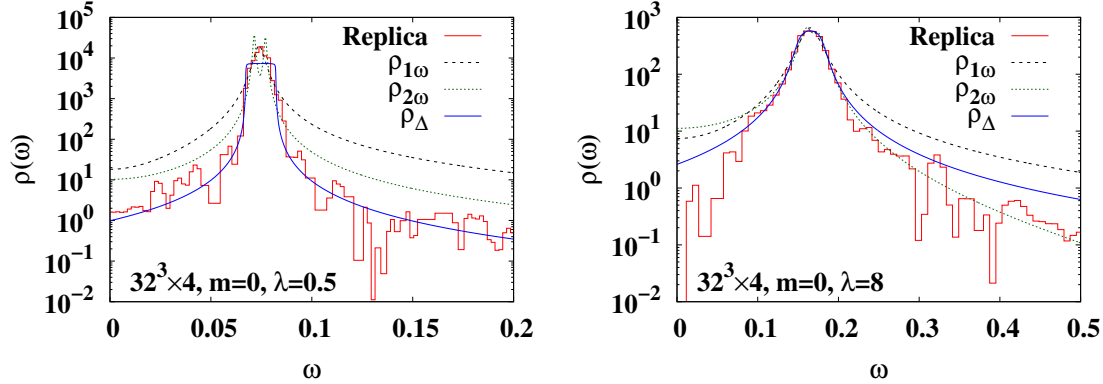 10^5
10^4
10^3
10^2
10^1
10^0
10^-1
10^-2
ρ(ω)
Replica
ρ1ω
ρ2ω
ρΔ
32^3×4, m=0, λ=0.5
0 0.05 0.1 0.15 0.2
ω
10^3
10^2
10^1
10^0
10^-1
10^-2
ρ(ω)
Replica
ρ1ω
ρ2ω
ρΔ
32^3×4, m=0, λ=8
0 0.1 0.2 0.3 0.4 0.5
ω